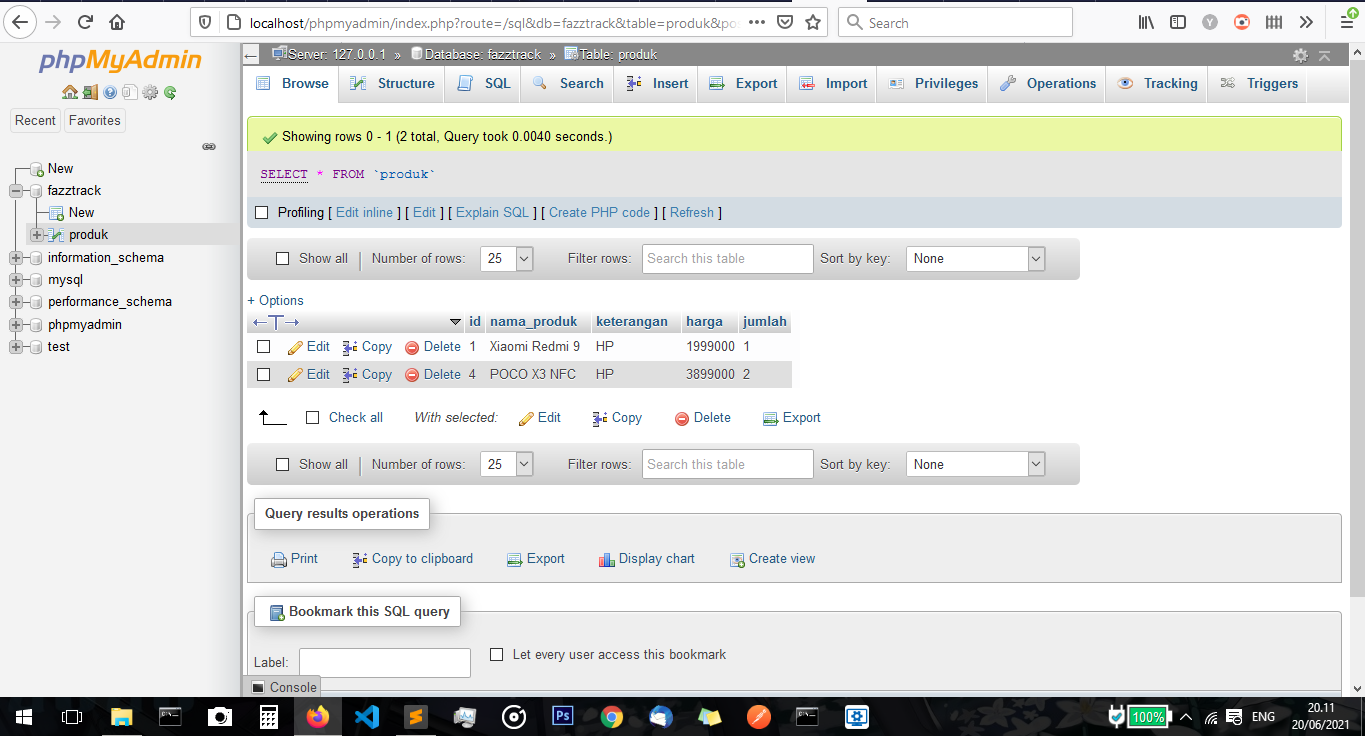 localhost/phpmyadmin/index.php?route=/sql&db=fazztrack&table=produk&po
Search
phpMyAdmin
Recent Favorites
New
fazztrack
New
produk
information_schema
mysql
performance_schema
phpmyadmin
test
Server: 127.0.0.1 » Database: fazztrack » Table: produk
Browse Structure SQL Search Insert Export Import Privileges Operations Tracking Triggers
Showing rows 0 - 1 (2 total, Query took 0.0040 seconds.)
SELECT * FROM `produk`
Profiling [ Edit inline ] [ Edit ] [ Explain SQL ] [ Create PHP code ] [ Refresh ]
Show all | Number of rows: 25 Filter rows: Search this table Sort by key: None
+ Options
←T→ id nama_produk keterangan harga jumlah
Edit Copy Delete 1 Xiaomi Redmi 9 HP 1999000 1
Edit Copy Delete 4 POCO X3 NFC HP 3899000 2
Check all With selected: Edit Copy Delete Export
Show all | Number of rows: 25 Filter rows: Search this table Sort by key: None
Query results operations
Print Copy to clipboard Export Display chart Create view
Bookmark this SQL query
Label: Let every user access this bookmark
Console
Ps 100% ENG 20.11
20/06/2021